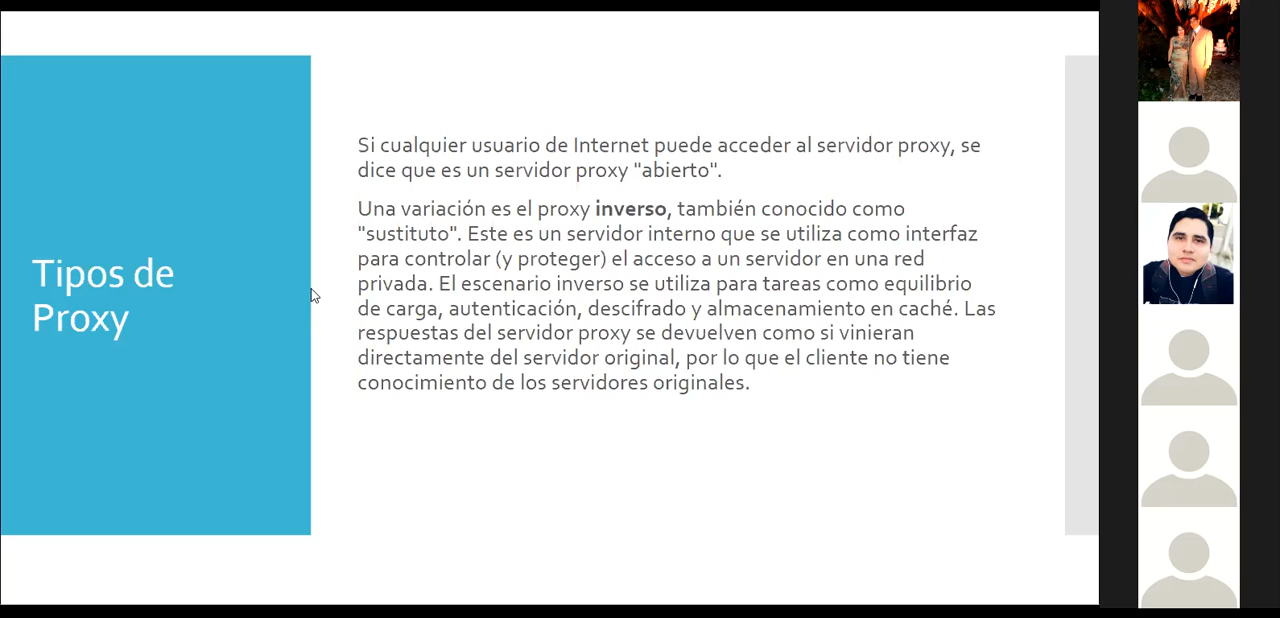 Tipos de
Proxy
Si cualquier usuario de Internet puede acceder al servidor proxy, se
dice que es un servidor proxy "abierto".
Una variación es el proxy inverso, también conocido como
"sustituto". Este es un servidor interno que se utiliza como interfaz
para controlar (y proteger) el acceso a un servidor en una red
privada. El escenario inverso se utiliza para tareas como equilibrio
de carga, autenticación, descifrado y almacenamiento en caché. Las
respuestas del servidor proxy se devuelven como si vinieran
directamente del servidor original, por lo que el cliente no tiene
conocimiento de los servidores originales.